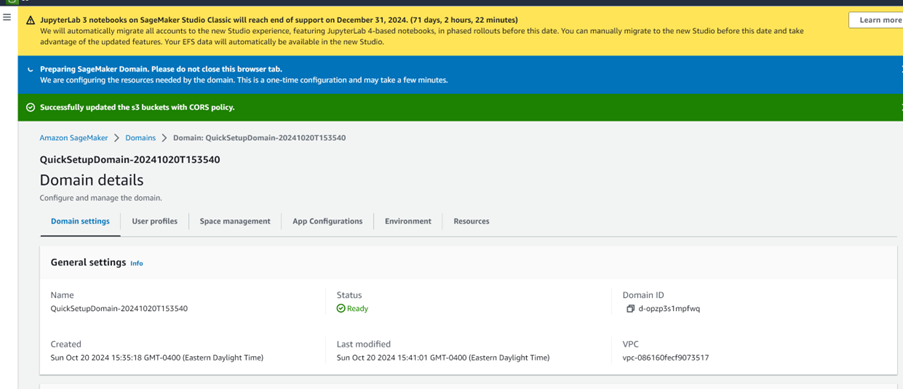 JupyterLab 3 notebooks on SageMaker Studio Classic will reach end of support on December 31, 2024. (71 days, 2 hours, 22 minutes)
Learn more
We will automatically migrate all accounts to the new Studio experience, featuring JupyterLab 4-based notebooks, in phased rollouts before this date. You can manually migrate to the new Studio before this date and take
advantage of the updated features. Your EFS data will automatically be available in the new Studio.
Preparing SageMaker Domain. Please do not close this browser tab.
We are configuring the resources needed by the domain. This is a one-time configuration and may take a few minutes.
Successfully updated the s3 buckets with CORS policy.
Amazon SageMaker > Domains > Domain: QuickSetupDomain-20241020T153540
QuickSetupDomain-20241020T153540
Domain details
Configure and manage the domain.
Domain settings User profiles Space management App Configurations Environment Resources
General settings Info
Name Status Domain ID
QuickSetupDomain-20241020T153540 Ready d-opzp3s1mpfwq
Created Last modified VPC
Sun Oct 20 2024 15:35:18 GMT-0400 (Eastern Daylight Time) Sun Oct 20 2024 15:41:01 GMT-0400 (Eastern Daylight Time) vpc-086160fecf9073517